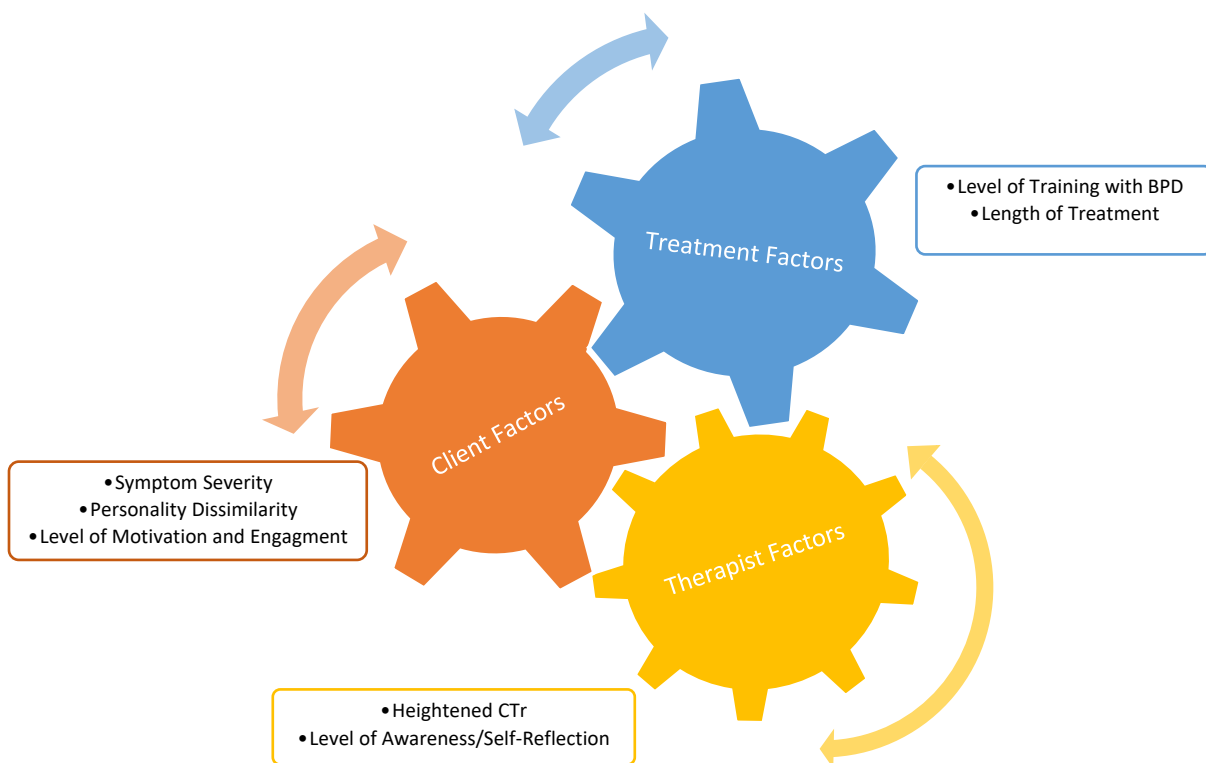 Treatment Factors
•Level of Training with BPD
•Length of Treatment
Client Factors
•Symptom Severity
•Personality Dissimilarity
•Level of Motivation and Engagment
Therapist Factors
•Heightened CTr
•Level of Awareness/Self-Reflection